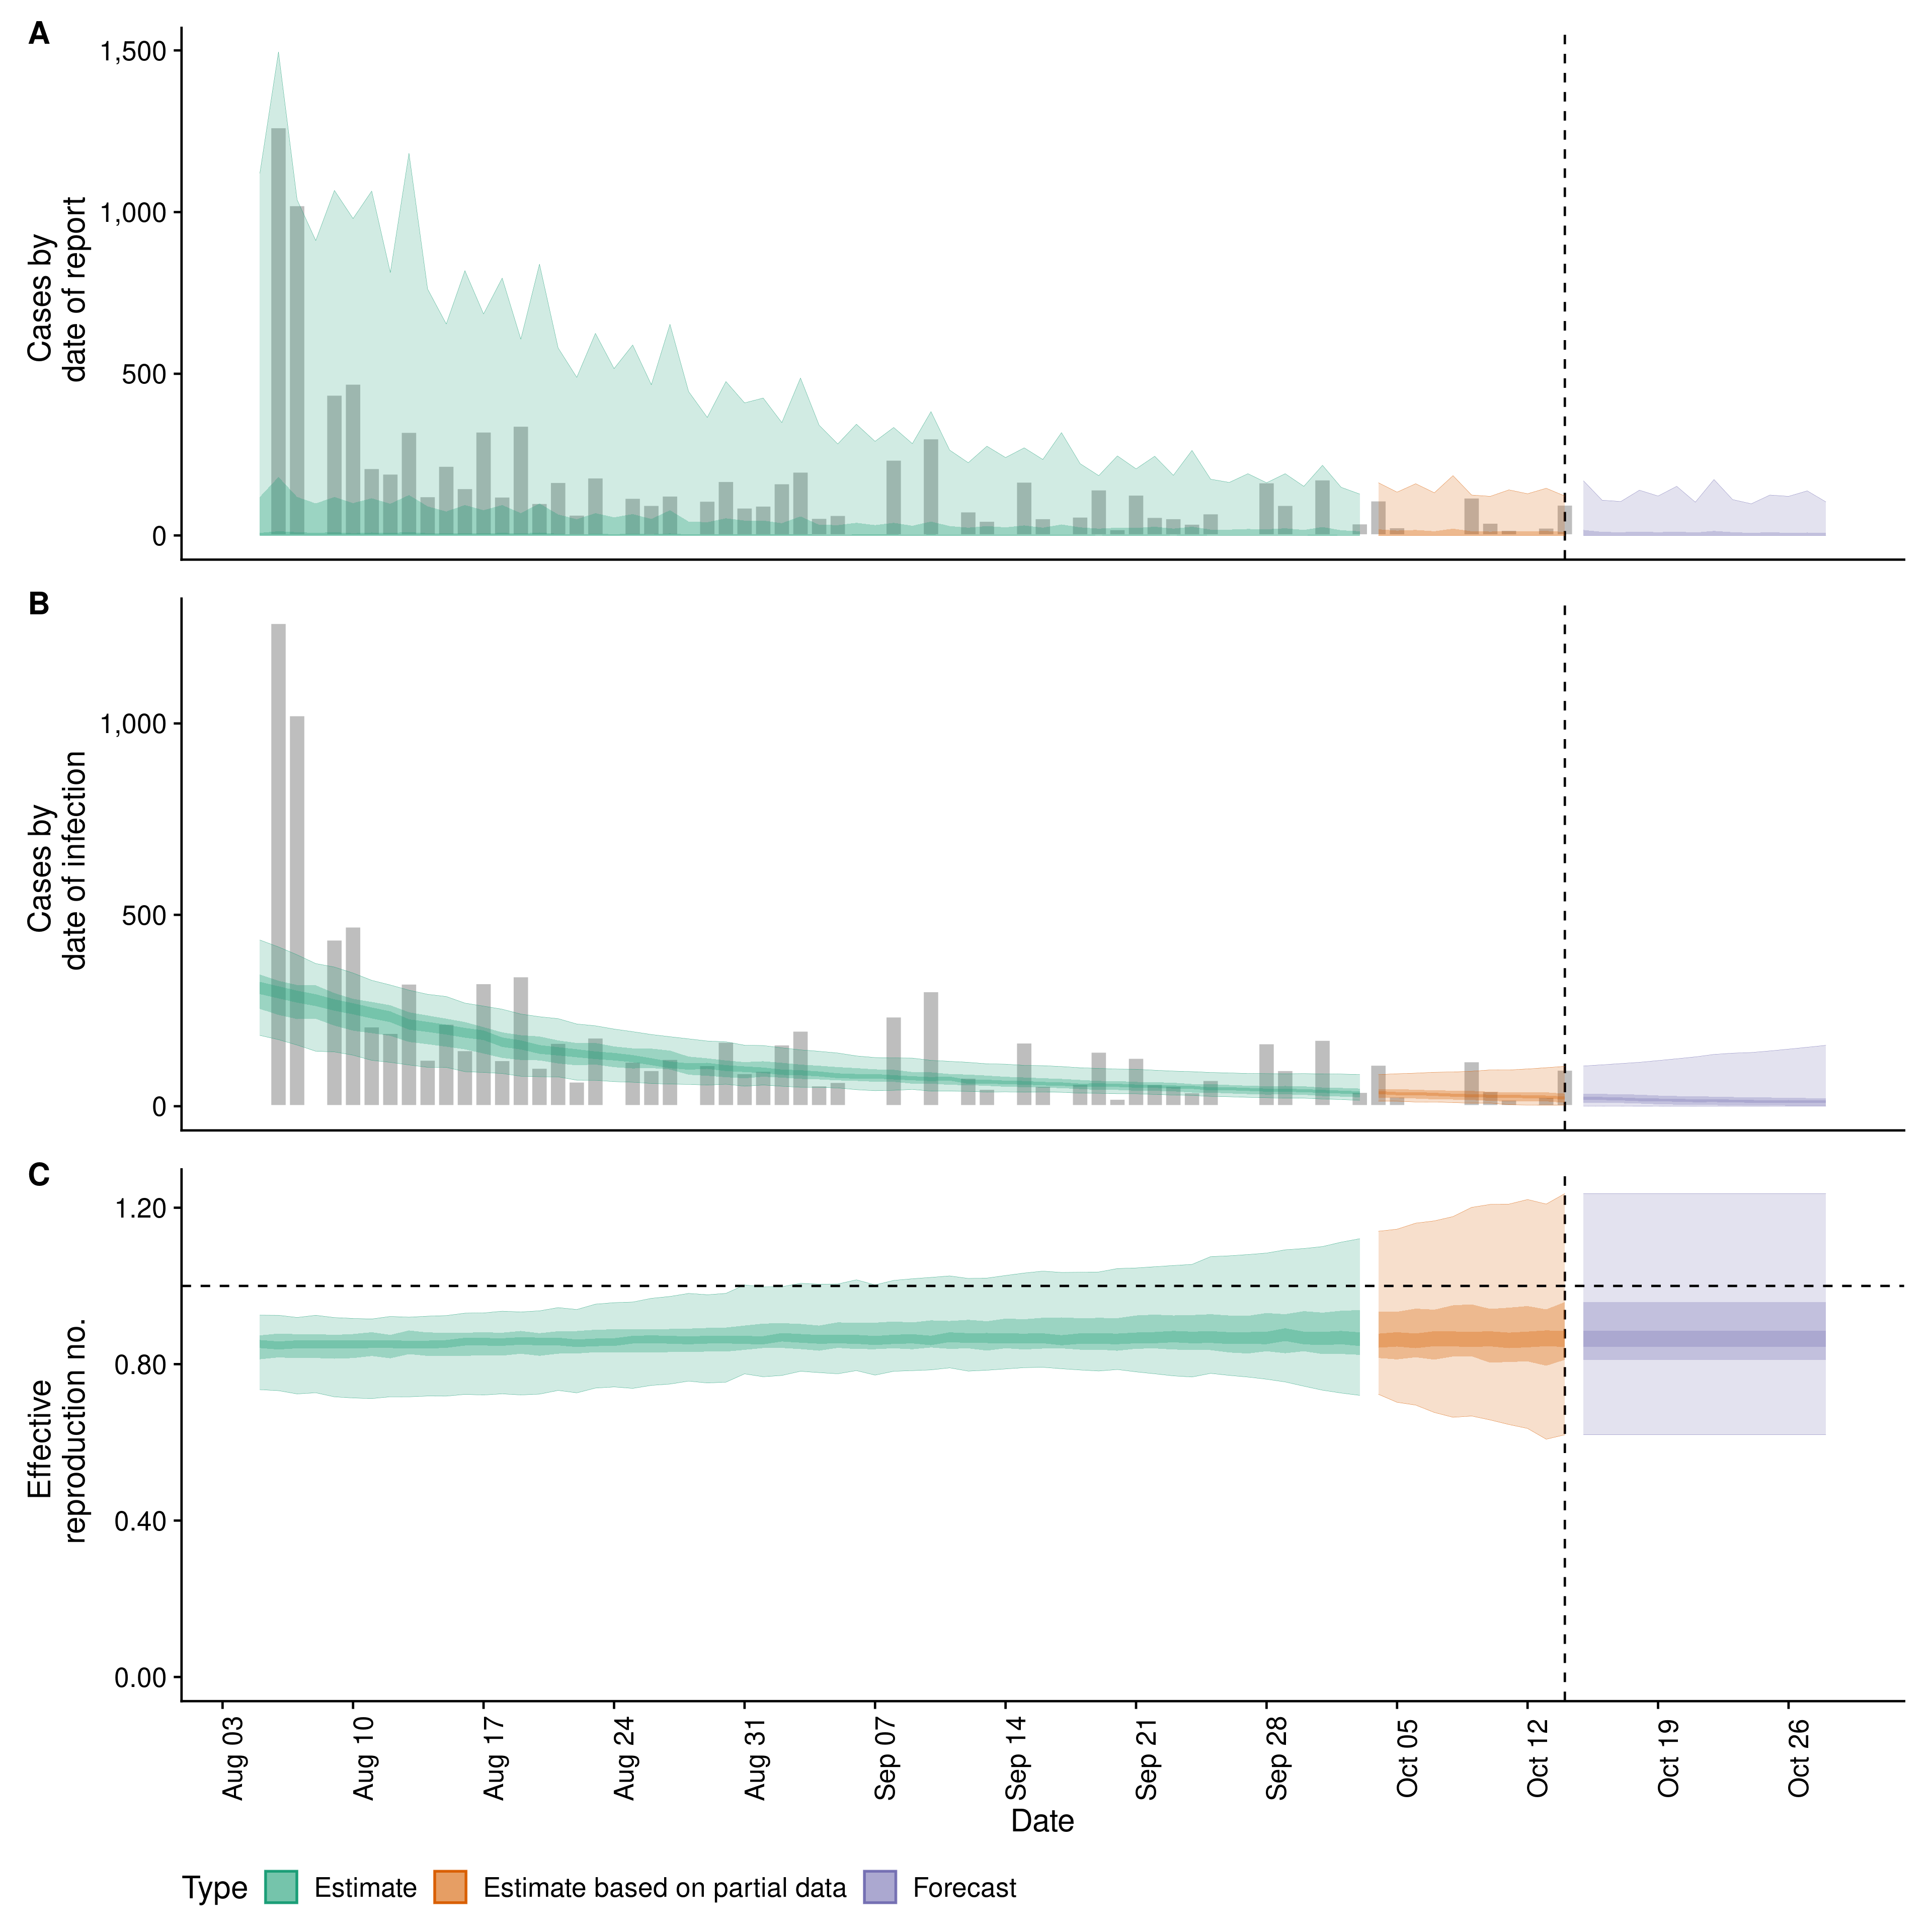 A
1,500
1,000
500
0
Cases by
date of report
B
1,000
500
0
Cases by
date of infection
C
1.20
0.80
0.40
0.00
Effective
reproduction no.
Aug 03
Aug 10
Aug 17
Aug 24
Aug 31
Sep 07
Sep 14
Sep 21
Sep 28
Oct 05
Oct 12
Oct 19
Oct 26
Date
Type Estimate Estimate based on partial data Forecast